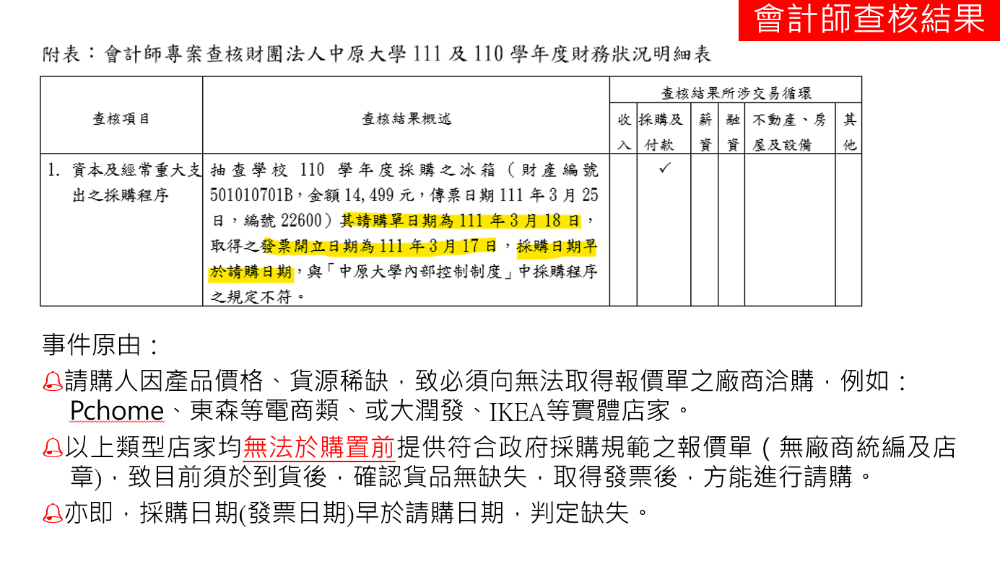 會計師查核結果
附表：會計師專案查核財團法人中原大學 111 及 110 學年度財務狀況明細表
查核項目
查核結果概述
查核結果所涉交易循環
收入
採購及付款
薪資
融資
不動產、房屋及設備
其他
1. 資本及經常重大支
出之採購程序
抽查學校 110 學年度採購之冰箱（財產編號
501010701B，金額 14,499 元，傳票日期 111 年 3 月 25
日，編號 22600）其請購單日期為 111 年 3 月 18 日，
取得之發票開立日期為 111 年 3 月 17 日，採購日期早
於請購日期，與「中原大學內部控制制度」中採購程序
之規定不符。
✓
事件原由：
請購人因產品價格、貨源稀缺，致必須向無法取得報價單之廠商洽購，例如：
Pchome、東森等電商類、或大潤發、IKEA等實體店家。
以上類型店家均無法於購置前提供符合政府採購規範之報價單（無廠商統編及店
章)，致目前須於到貨後，確認貨品無缺失，取得發票後，方能進行請購。
亦即，採購日期(發票日期)早於請購日期，判定缺失。